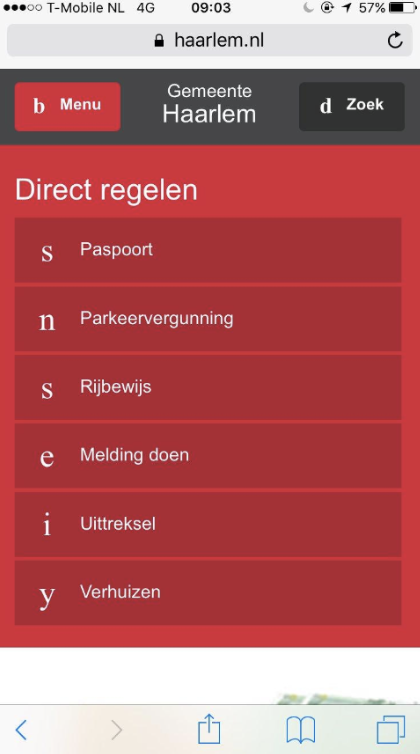 T-Mobile NL 4G 09:03 57%
haarlem.nl
b Menu
Gemeente
Haarlem
d Zoek
Direct regelen
s Paspoort
n Parkeervergunning
s Rijbewijs
e Melding doen
i Uittreksel
y Verhuizen